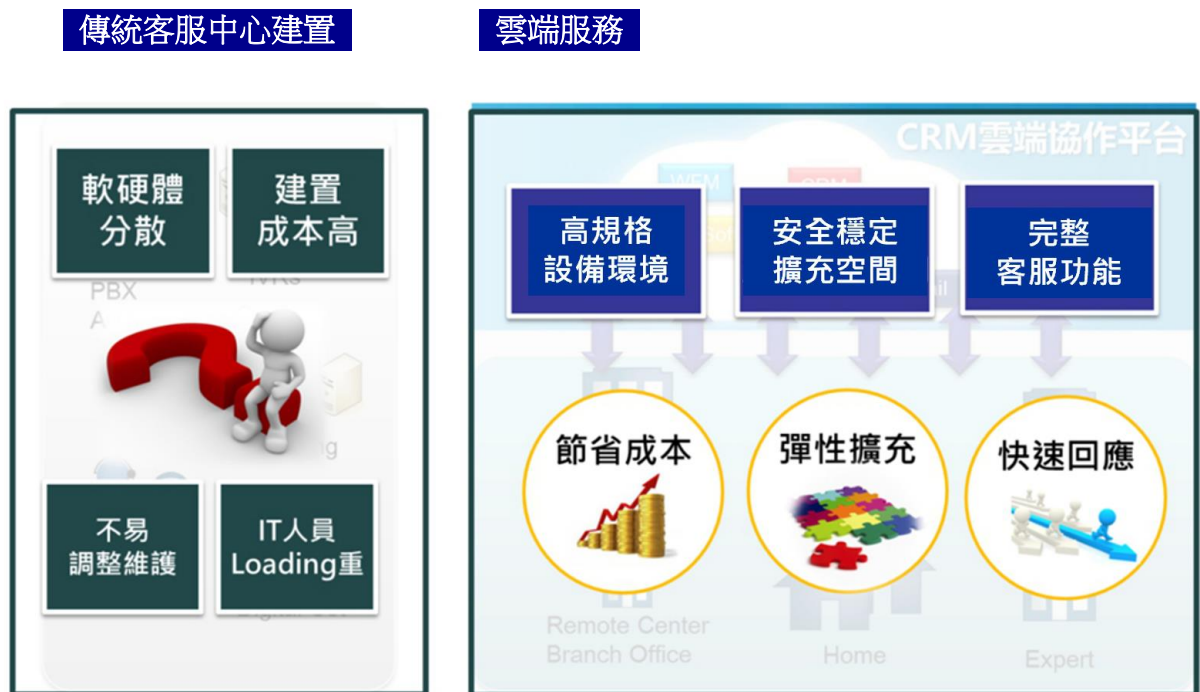 傳統客服中心建置
雲端服務
軟硬體
分散
建置
成本高
IVRs
PBX
不易
調整維護
IT人員
Loading重
CRM雲端協作平台
WFM
CRM
高規格
設備環境
安全穩定
擴充空間
完整
客服功能
節省成本
彈性擴充
快速回應
Remote Center
Branch Office
Home
Expert